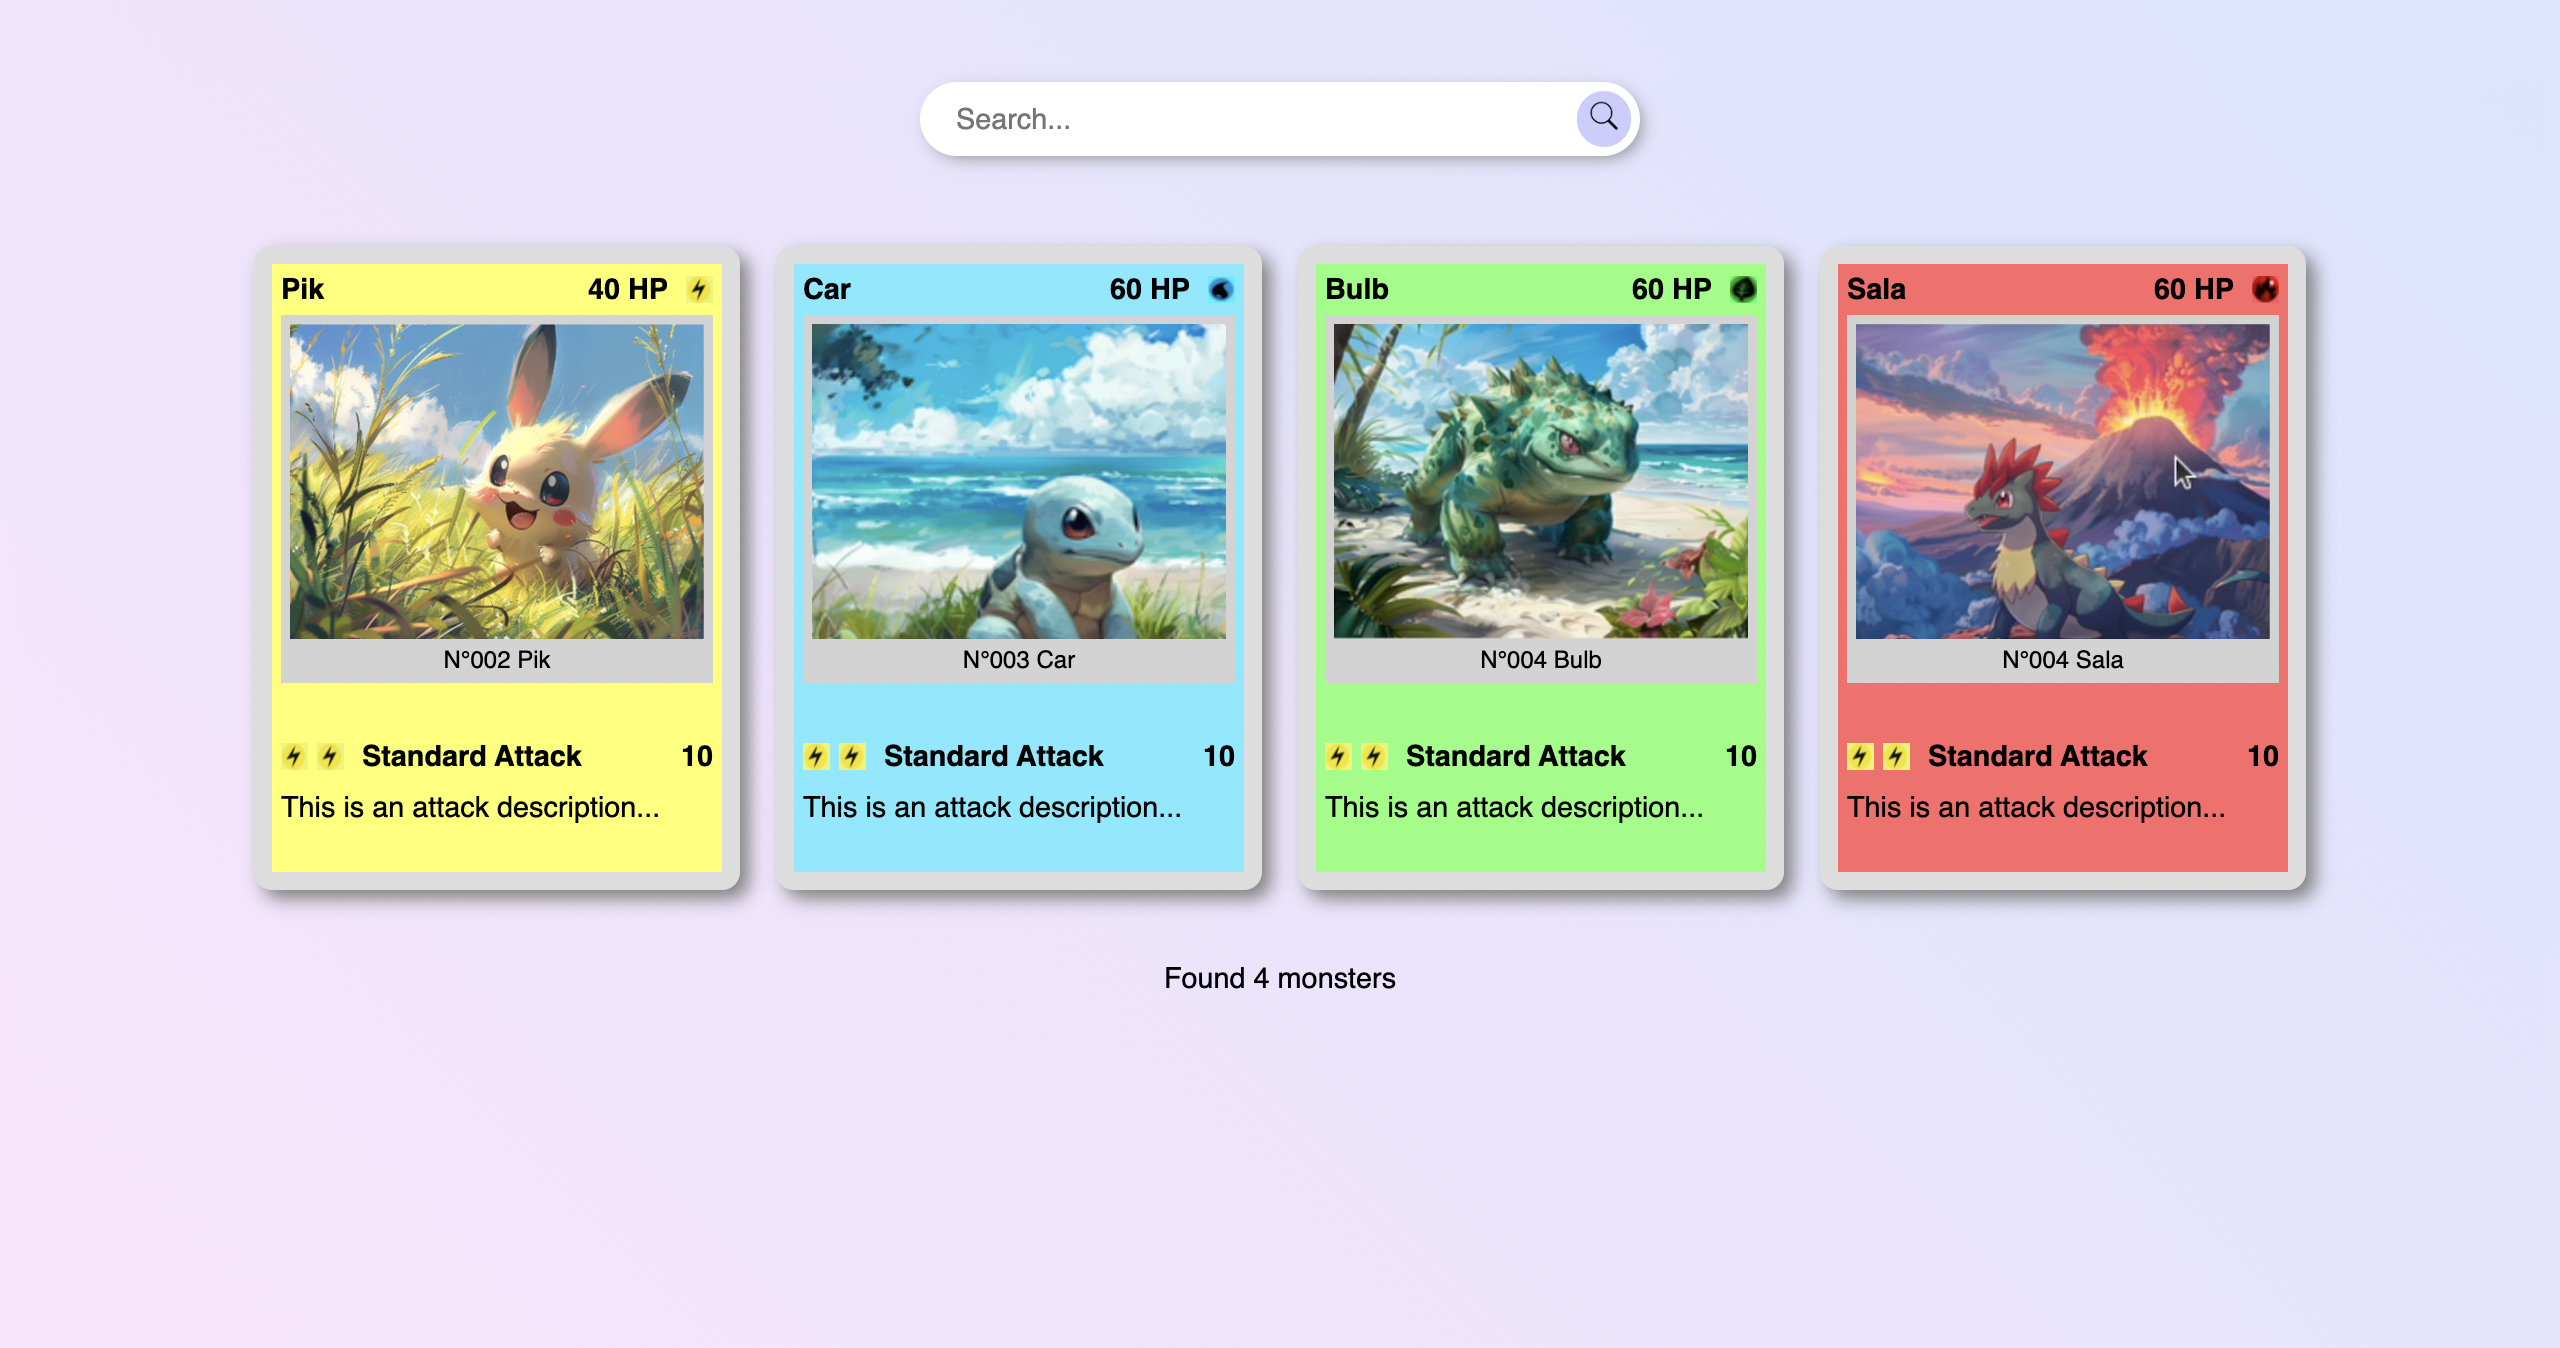 Search...
Pik 40 HP
N°002 Pik
Standard Attack 10
This is an attack description...
Car 60 HP
N°003 Car
Standard Attack 10
This is an attack description...
Bulb 60 HP
N°004 Bulb
Standard Attack 10
This is an attack description...
Sala 60 HP
N°004 Sala
Standard Attack 10
This is an attack description...
Found 4 monsters